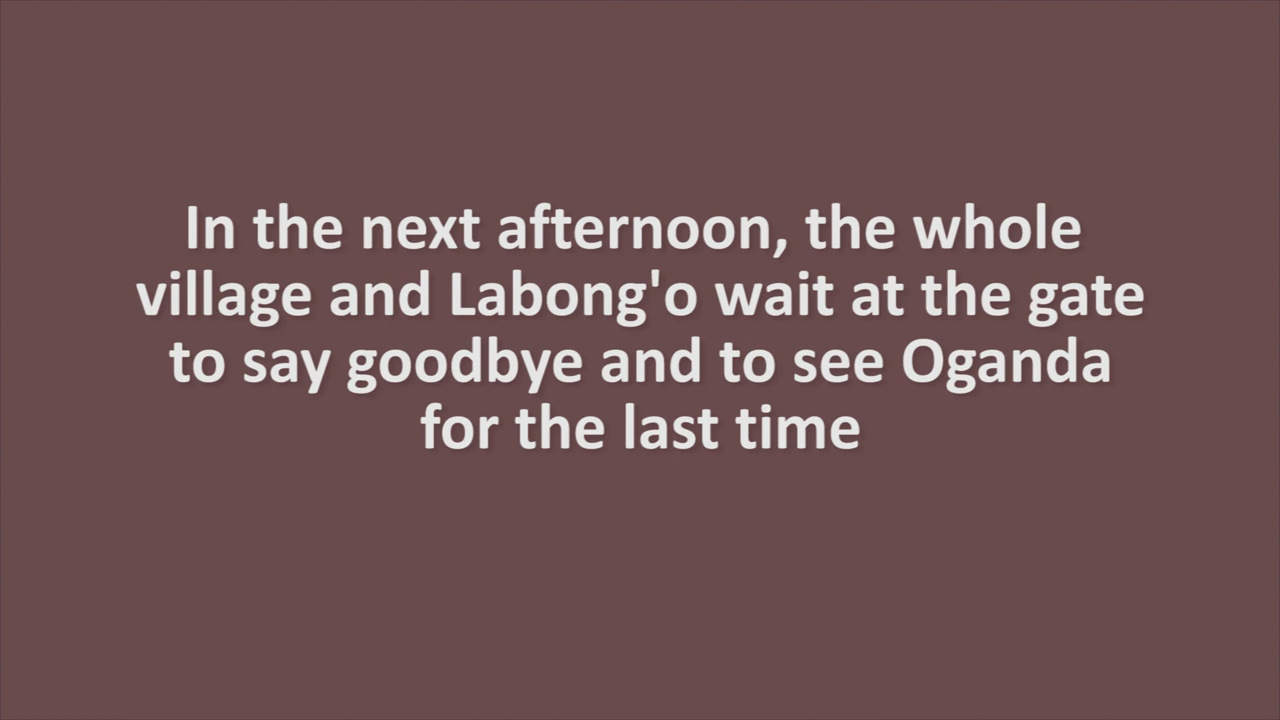 In the next afternoon, the whole
village and Labong'o wait at the gate
to say goodbye and to see Oganda
for the last time